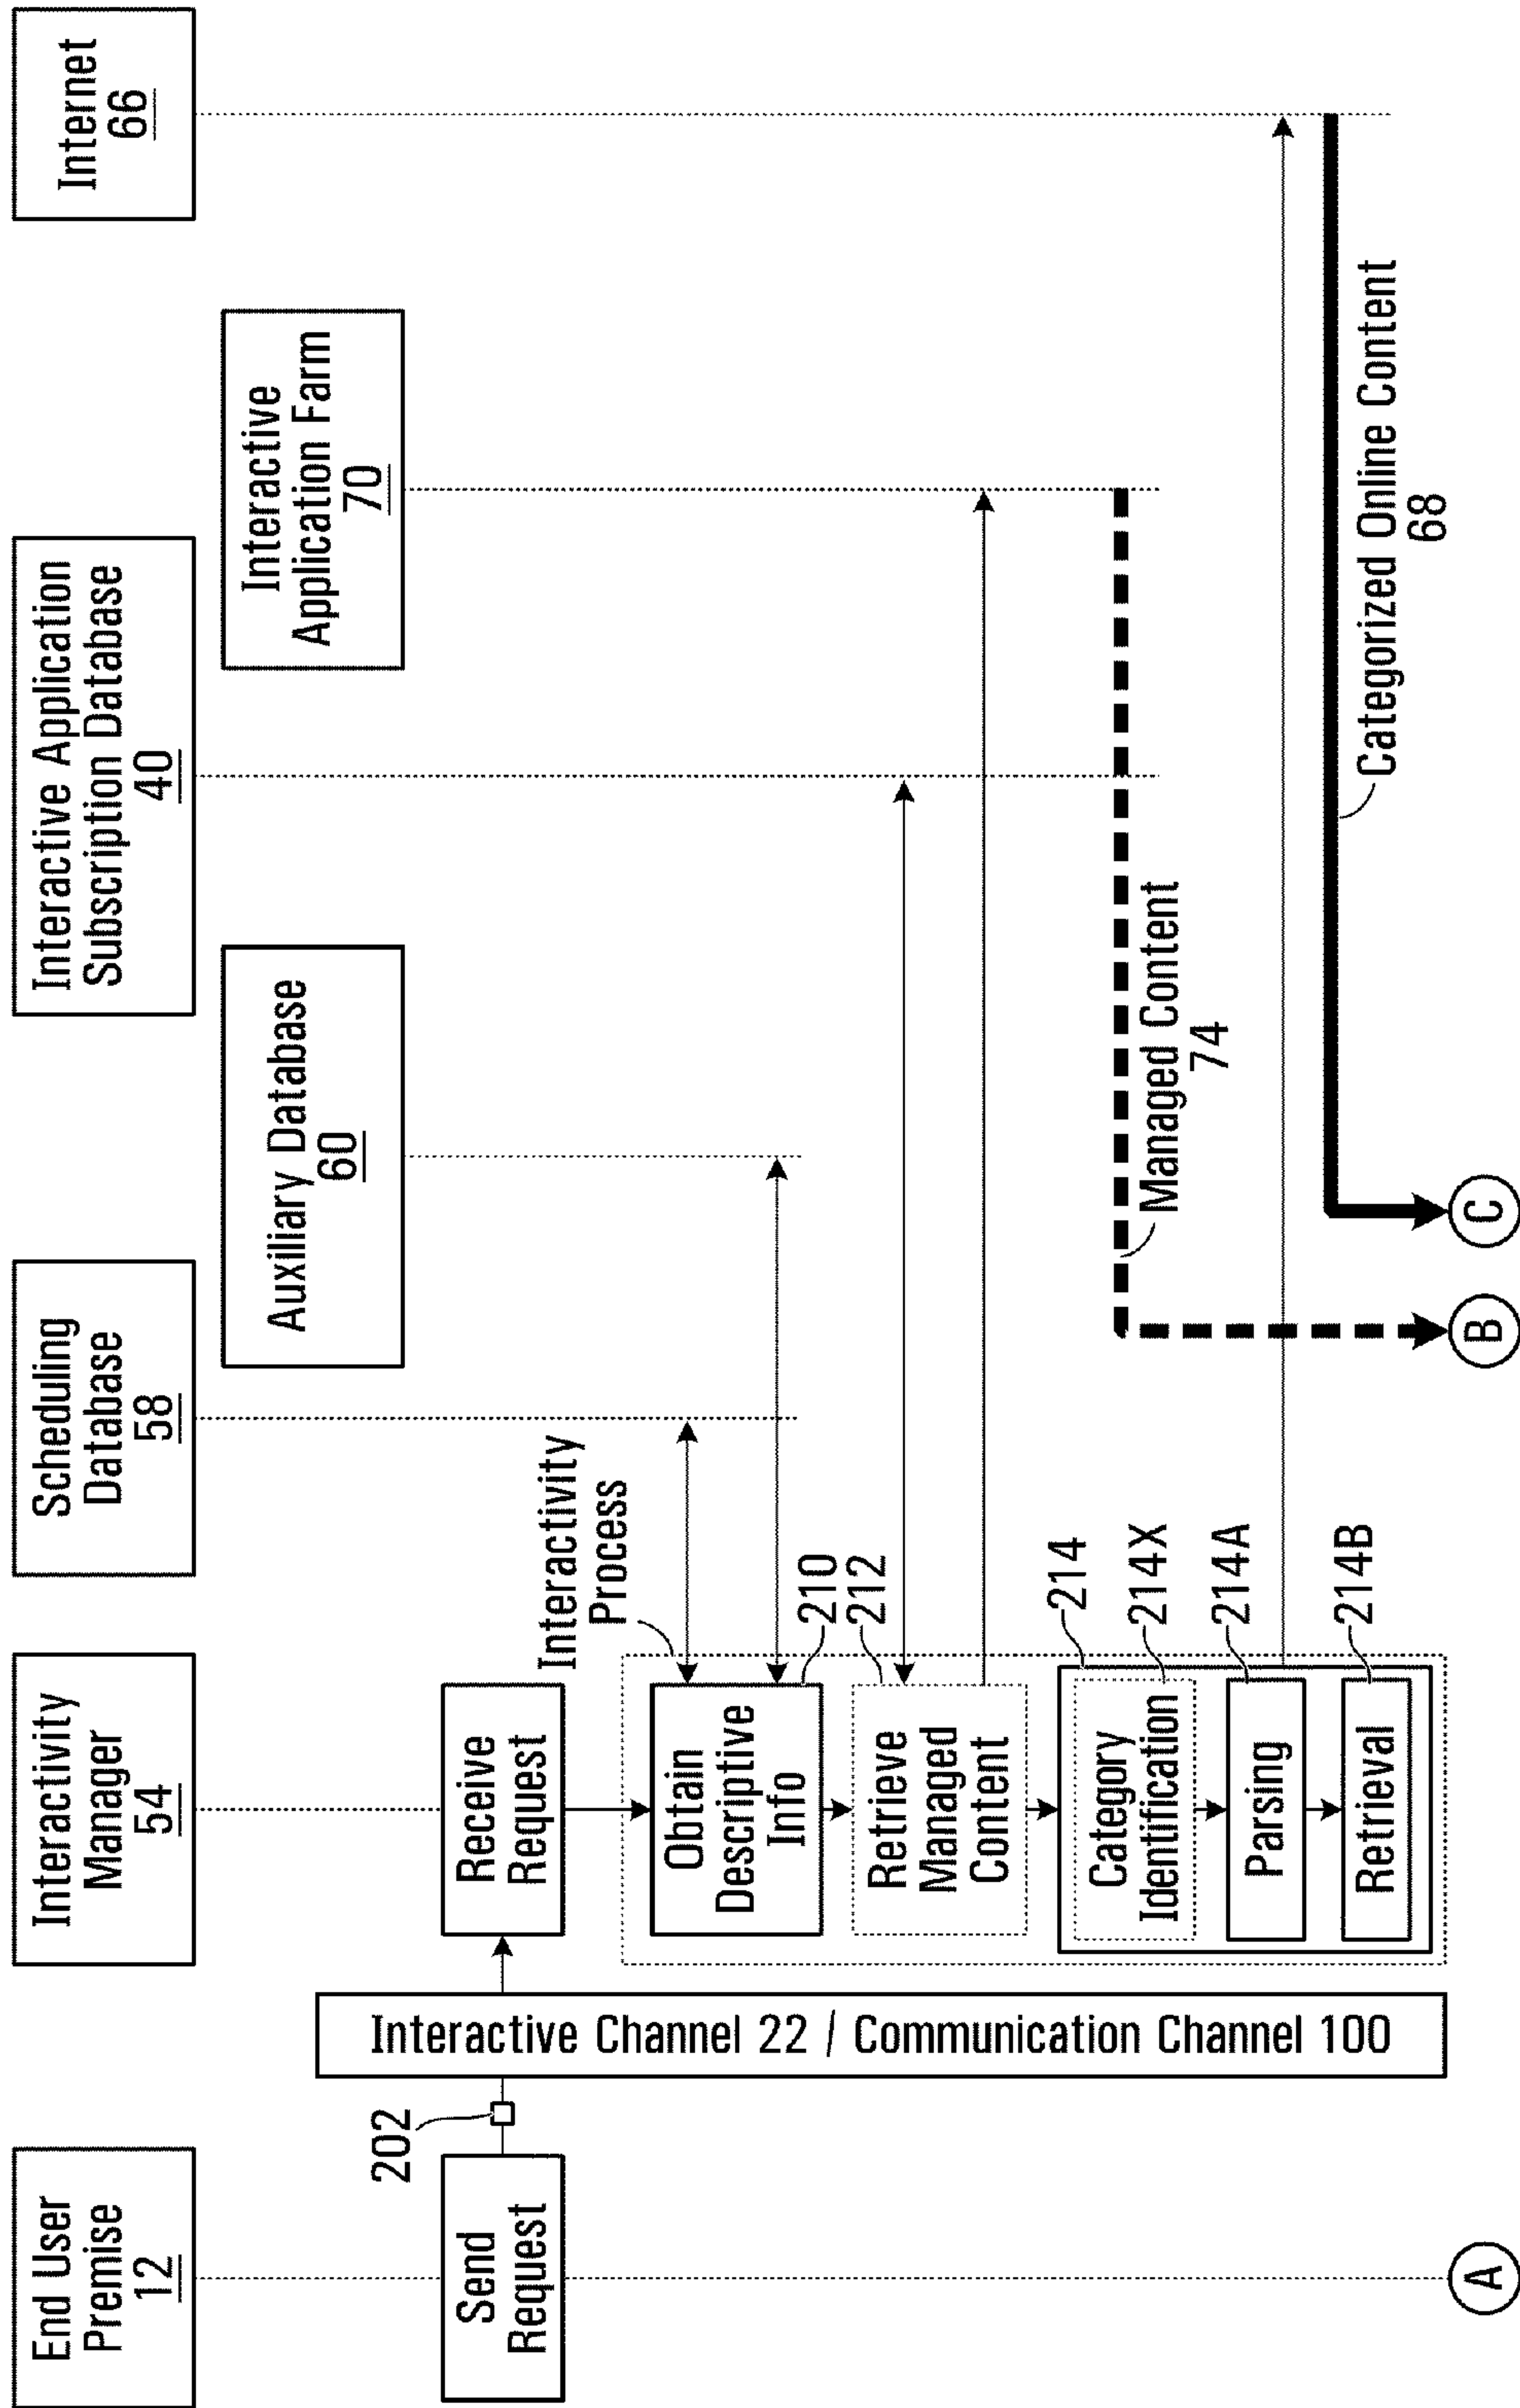 End User
Premise
12
Interactivity
Manager
54
Scheduling
Database
58
Auxiliary Database
60
Interactive Application
Subscription Database
40
Interactive
Application Farm
70
Internet
66
Send
Request
202
Interactive Channel 22 / Communication Channel 100
Receive
Request
Interactivity
Process
Obtain
Descriptive
Info
210
212
Retrieve
Managed
Content
214
Category
Identification
214X
Parsing
214A
Retrieval
214B
Managed Content
74
Categorized Online Content
68
A
B
C